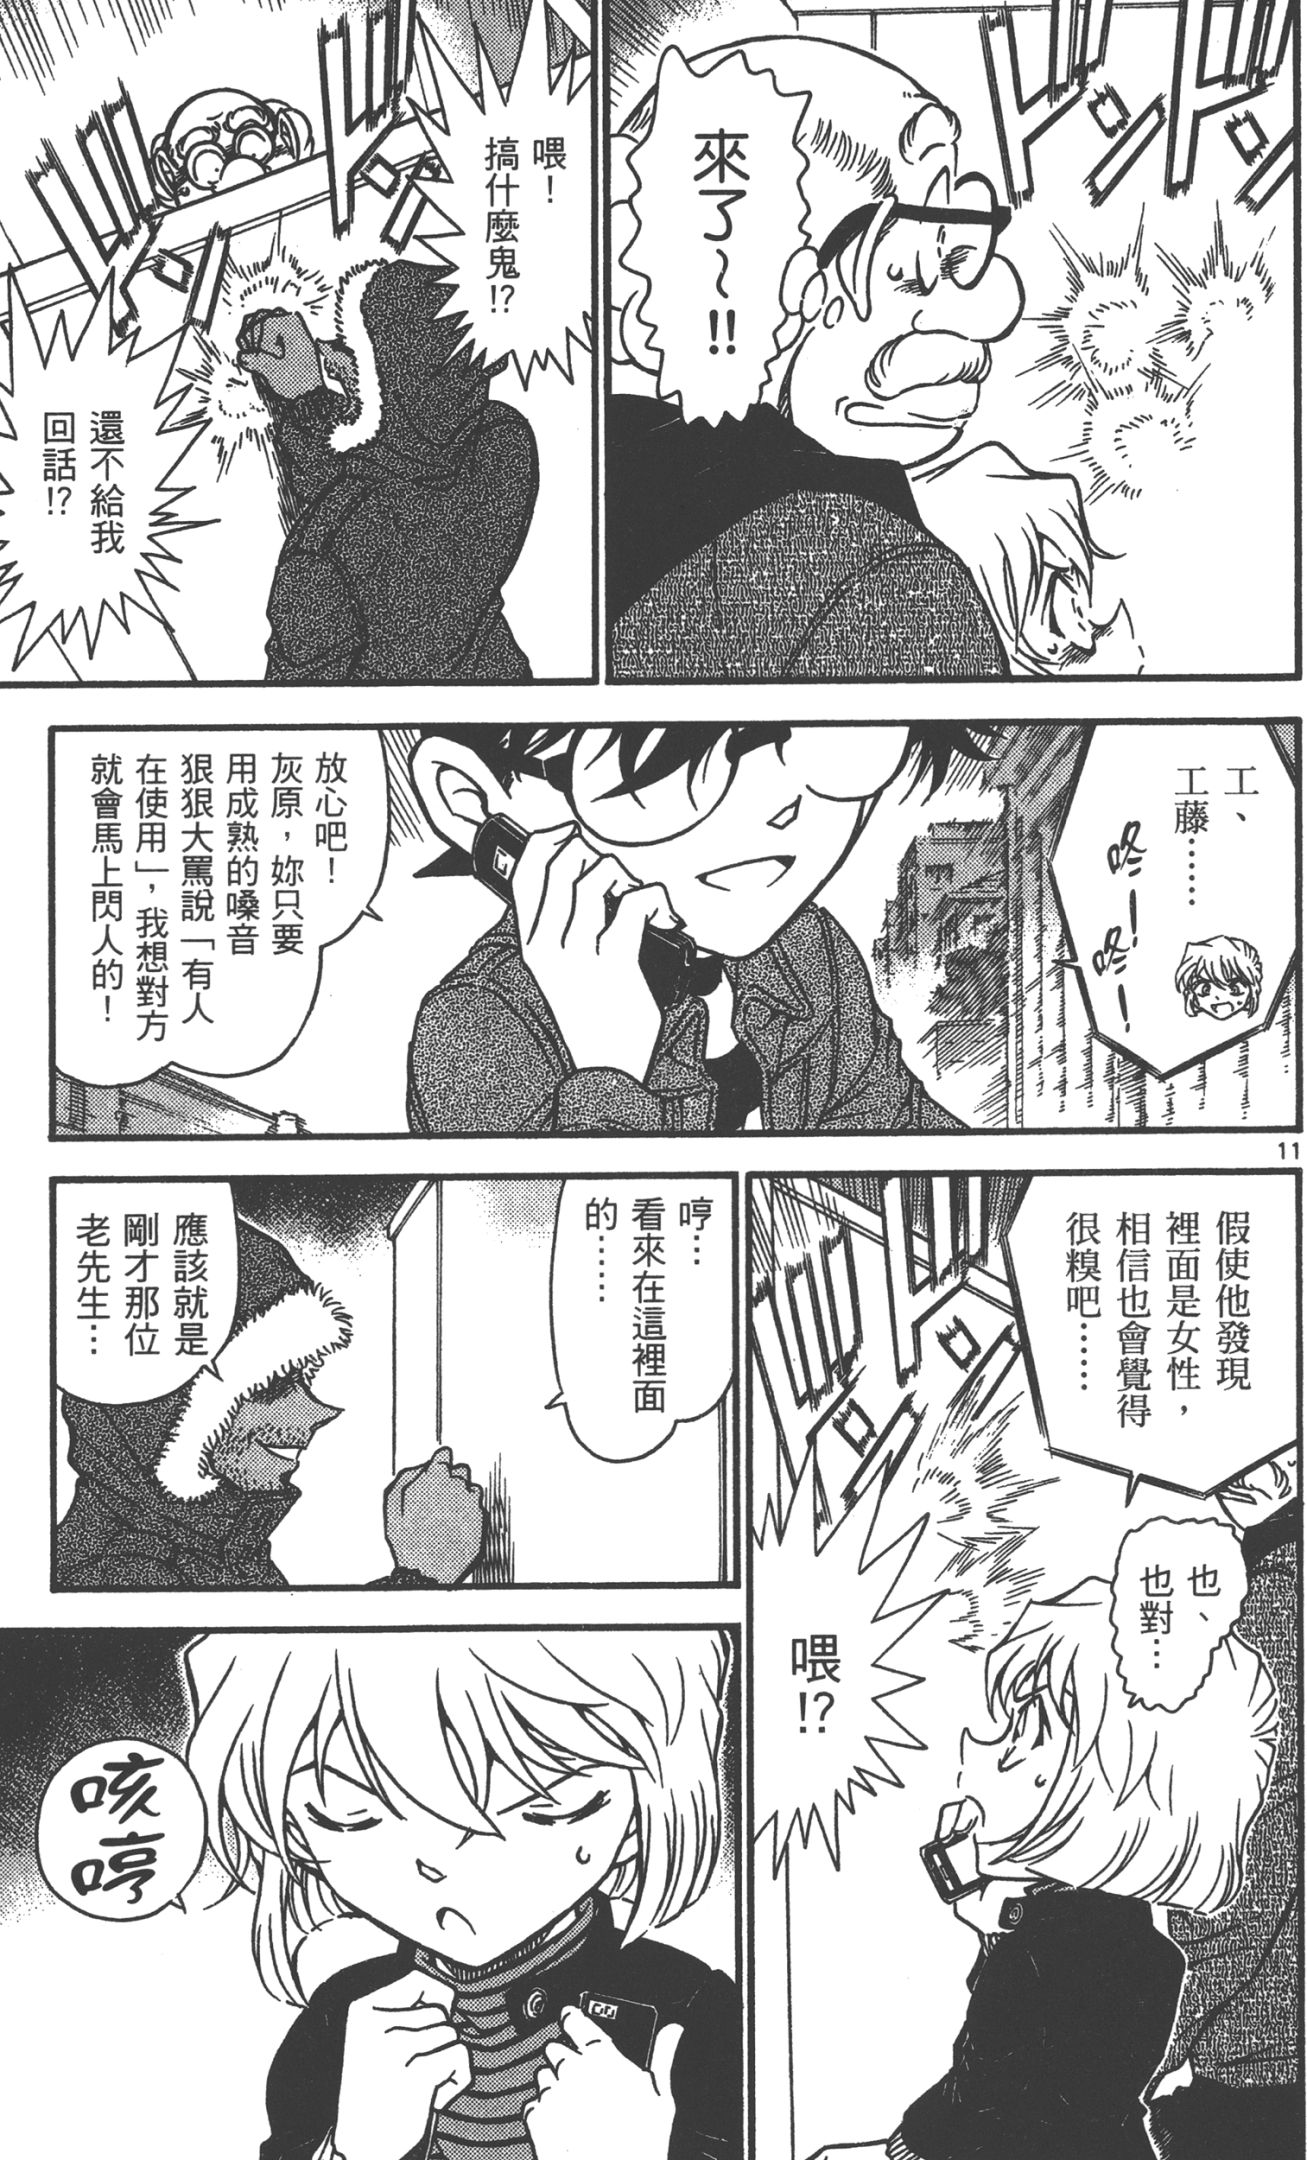 來了～!!
喂！
搞什麼鬼!?
還不給我
回話!?
工、
工藤……
咚！
咚！
放心吧！
灰原，妳只要
用成熟的嗓音
狠狠大罵說「有人
在使用」，我想對方
就會馬上閃人的！
11
假使他發現
裡面是女性，
相信也會覺得
很糗吧……
也、
也對…
喂!?
哼…
看來在這裡面
的……
應該就是
剛才那位
老先生…
咳
哼